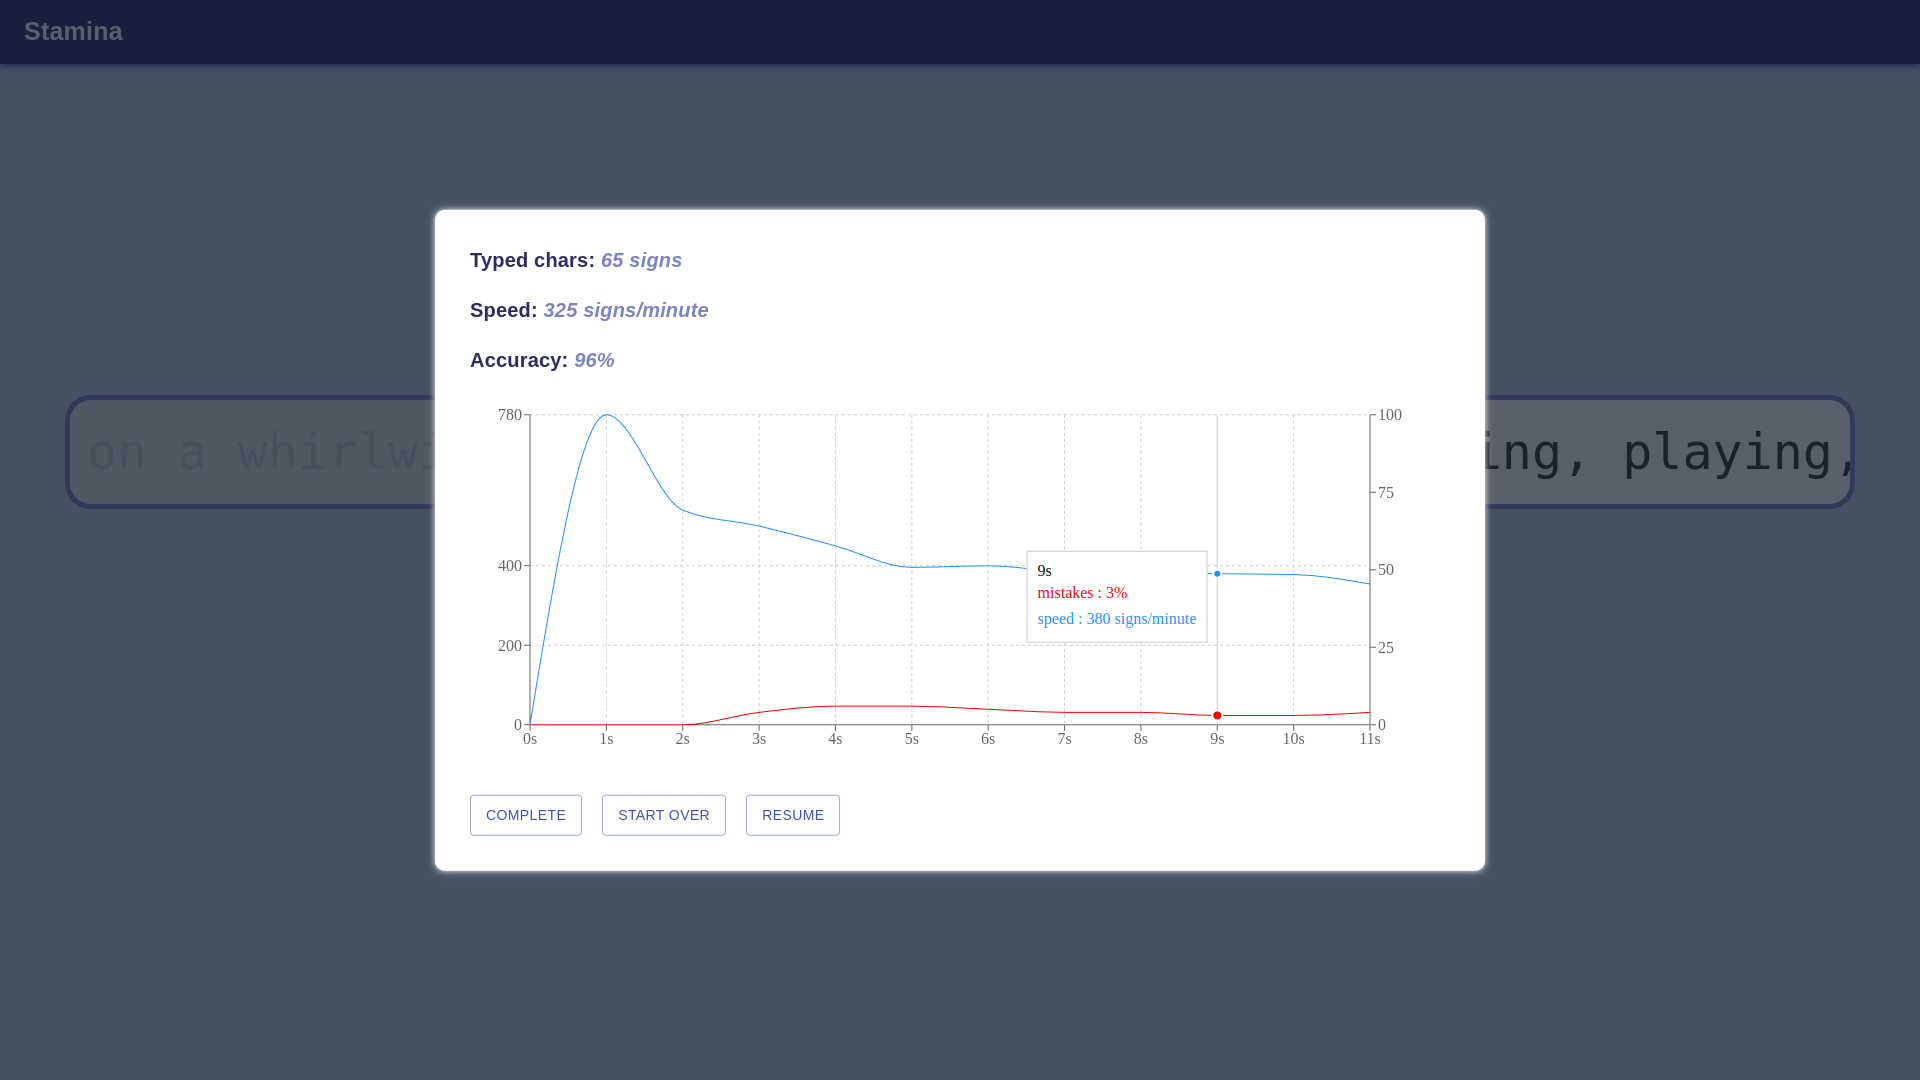 Stamina
on a whirlwi
ing, playing,
Typed chars: 65 signs
Speed: 325 signs/minute
Accuracy: 96%
780
400
200
0
100
75
50
25
0
9s
mistakes : 3%
speed : 380 signs/minute
0s 1s 2s 3s 4s 5s 6s 7s 8s 9s 10s 11s
COMPLETE START OVER RESUME